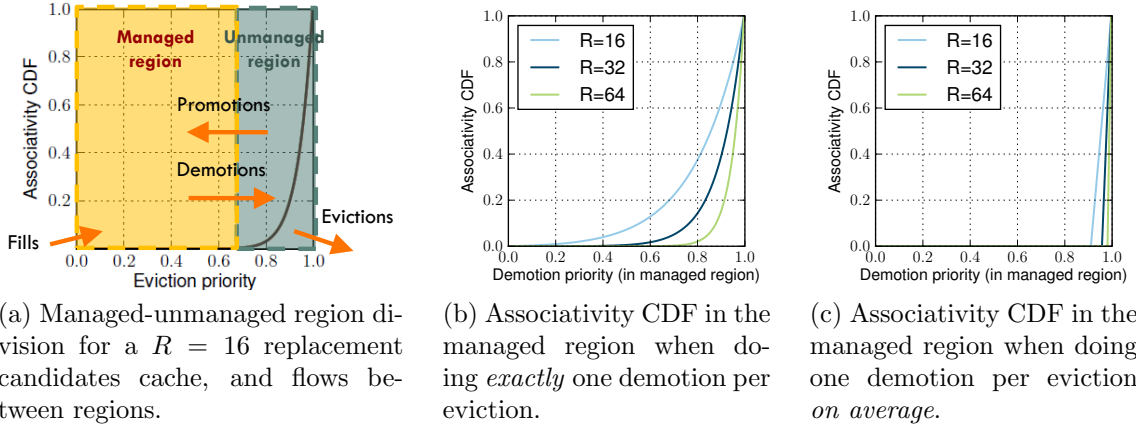 1.0
0.8
0.6
0.4
0.2
Associativity CDF
Managed
region
Unmanaged
region
Promotions
Demotions
Evictions
Fills
0.0 0.2 0.4 0.6 0.8 1.0
Eviction priority
(a) Managed-unmanaged region di-
vision for a R = 16 replacement
candidates cache, and flows be-
tween regions.
1.0
0.8
0.6
0.4
0.2
0.0
Associativity CDF
R=16
R=32
R=64
0.0 0.2 0.4 0.6 0.8 1.0
Demotion priority (in managed region)
(b) Associativity CDF in the
managed region when do-
ing exactly one demotion per
eviction.
1.0
0.8
0.6
0.4
0.2
0.0
Associativity CDF
R=16
R=32
R=64
0.0 0.2 0.4 0.6 0.8 1.0
Demotion priority (in managed region)
(c) Associativity CDF in the
managed region when doing
one demotion per eviction
on average.